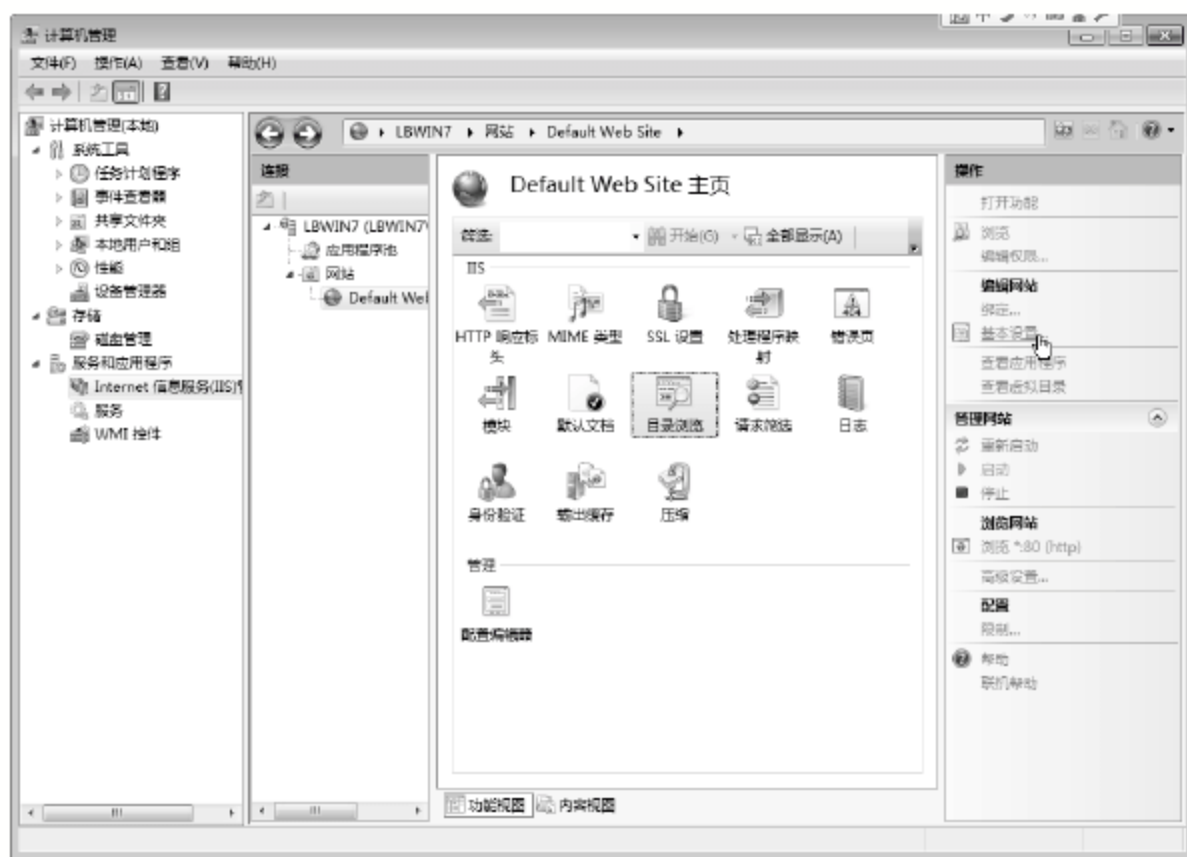 计算机管理
文件(F) 操作(A) 查看(V) 帮助(H)
计算机管理(本地)
系统工具
任务计划程序
事件查看器
共享文件夹
本地用户和组
性能
设备管理器
存储
磁盘管理
服务和应用程序
Internet 信息服务(IIS)管
服务
WMI 控件
LBWIN7 网站 Default Web Site
连接
LBWIN7 (LBWIN7\
应用程序池
网站
Default Wel
Default Web Site 主页
筛选: 开始(G) 全部显示(A)
IIS
HTTP 响应标头
MIME 类型
SSL 设置
处理程序映射
错误页
模块
默认文档
目录浏览
请求筛选
日志
身份验证
输出缓存
压缩
管理
配置编辑器
功能视图 内容视图
操作
打开功能
浏览
编辑权限...
编辑网站
绑定...
基本设置
查看应用程序
查看虚拟目录
管理网站
重新启动
启动
停止
浏览网站
浏览 *:80 (http)
高级设置...
配置
限制...
帮助
联机帮助